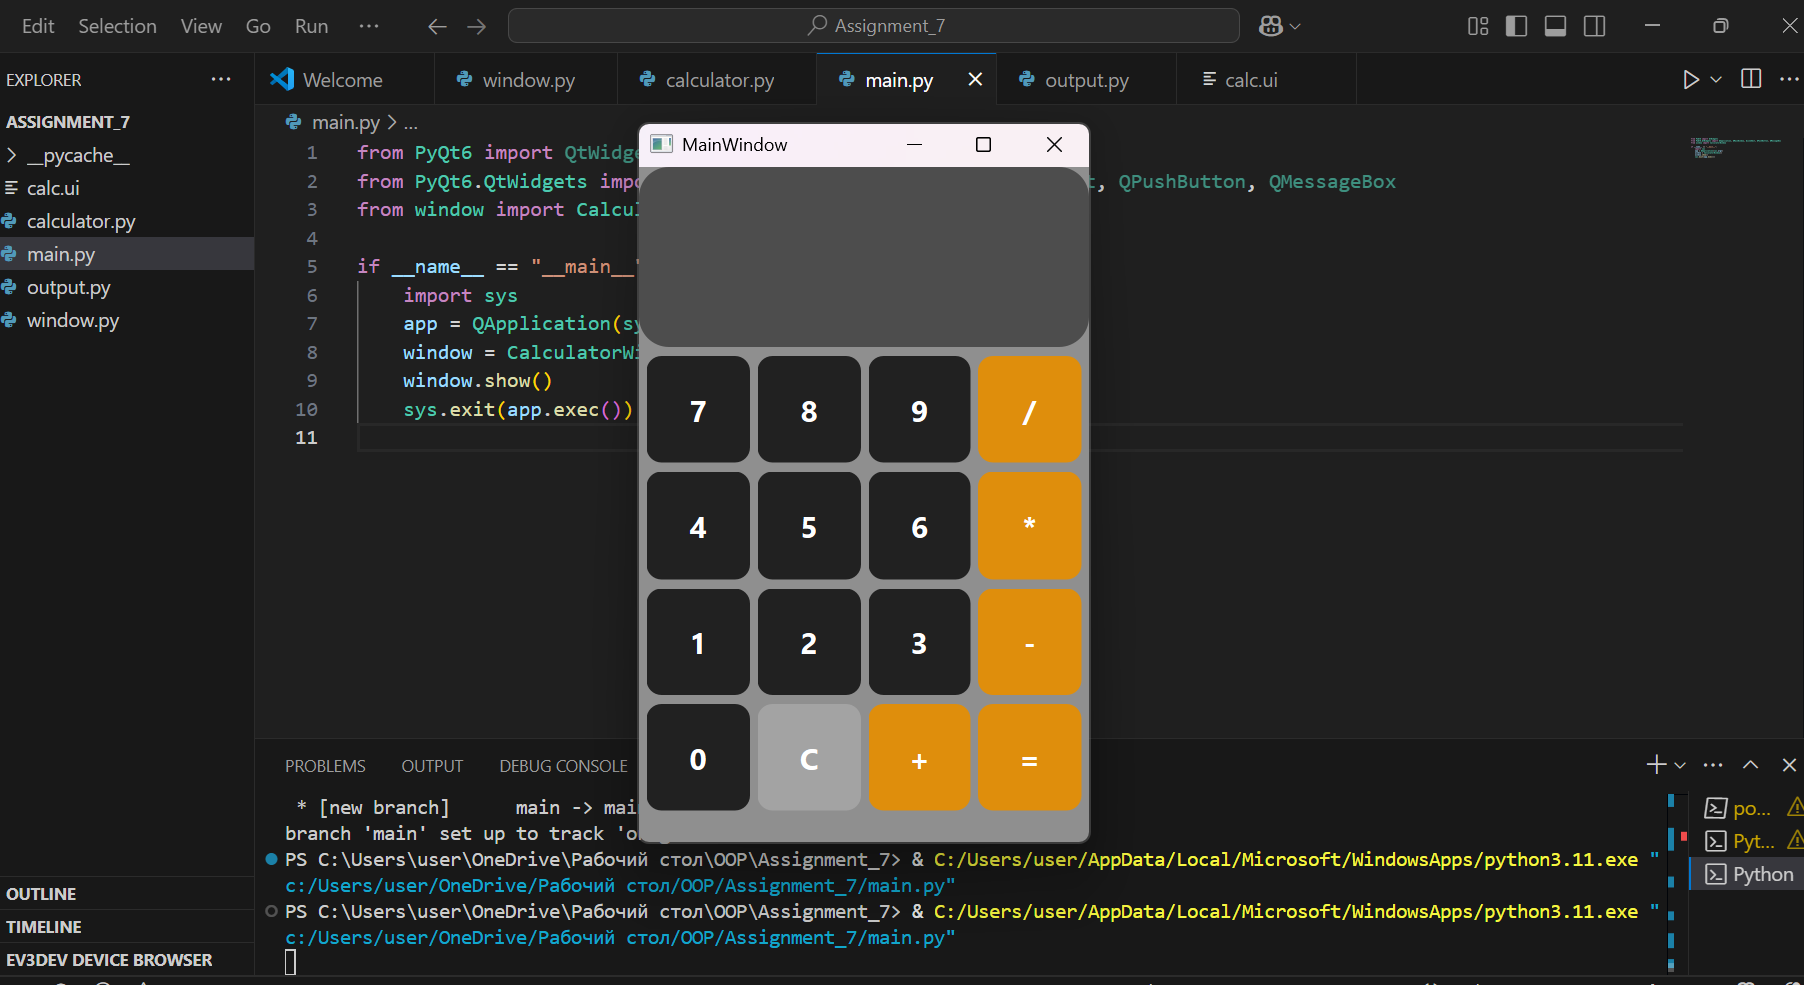 Edit Selection View Go Run ··· Assignment_7
EXPLORER ···
ASSIGNMENT_7
__pycache__
calc.ui
calculator.py
main.py
output.py
window.py
OUTLINE
TIMELINE
EV3DEV DEVICE BROWSER
Welcome window.py calculator.py main.py output.py calc.ui
main.py > ...
1 from PyQt6 import QtWidge
2 from PyQt6.QtWidgets impo , QPushButton, QMessageBox
3 from window import Calcul
4
5 if __name__ == "__main__"
6 import sys
7 app = QApplication(sy
8 window = CalculatorWi
9 window.show()
10 sys.exit(app.exec())
11
MainWindow
7 8 9 /
4 5 6 *
1 2 3 -
0 C + =
PROBLEMS OUTPUT DEBUG CONSOLE
* [new branch] main -> mai
branch 'main' set up to track 'o
PS C:\Users\user\OneDrive\Рабочий стол\OOP\Assignment_7> & C:/Users/user/AppData/Local/Microsoft/WindowsApps/python3.11.exe "
c:/Users/user/OneDrive/Рабочий стол/OOP/Assignment_7/main.py"
PS C:\Users\user\OneDrive\Рабочий стол\OOP\Assignment_7> & C:/Users/user/AppData/Local/Microsoft/WindowsApps/python3.11.exe "
c:/Users/user/OneDrive/Рабочий стол/OOP/Assignment_7/main.py"
po...
Pyt...
Python